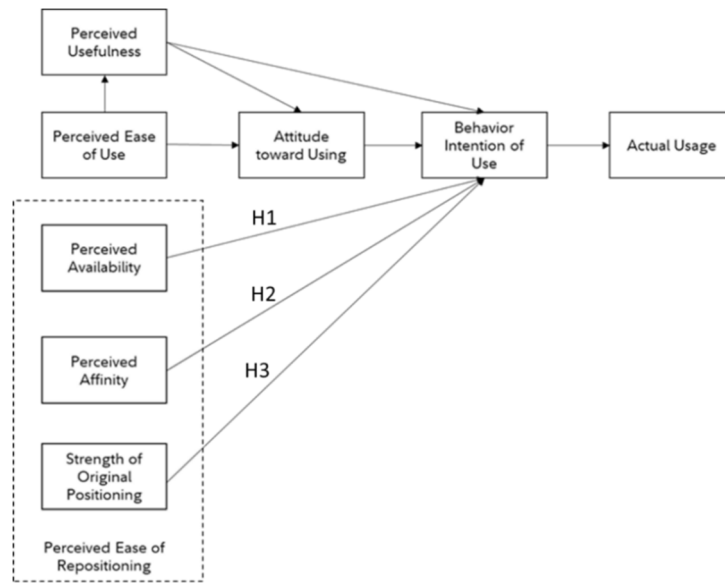 Perceived
Usefulness
Perceived Ease
of Use
Attitude
toward Using
Behavior
Intention of
Use
Actual Usage
H1
Perceived
Availability
H2
Perceived
Affinity
H3
Strength of
Original
Positioning
Perceived Ease of
Repositioning